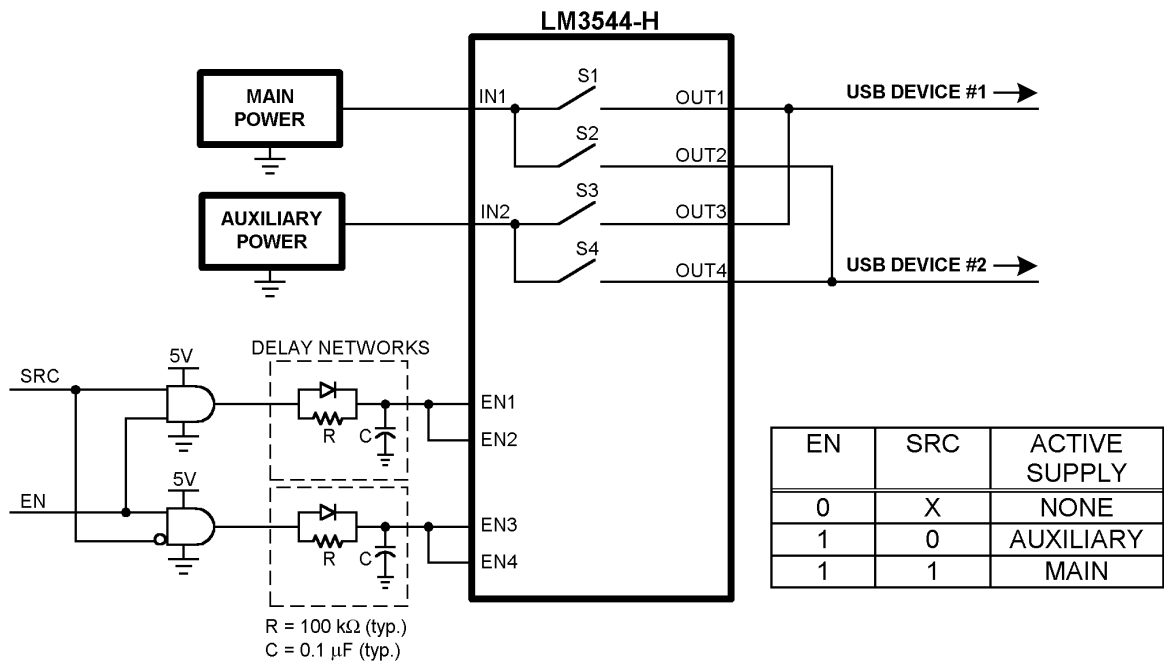 LM3544-H
MAIN
POWER
IN1
S1
OUT1
USB DEVICE #1
S2
OUT2
AUXILIARY
POWER
IN2
S3
OUT3
S4
OUT4
USB DEVICE #2
DELAY NETWORKS
5V
SRC
R
C
EN1
EN2
5V
EN
R
C
EN3
EN4
R = 100 kΩ (typ.)
C = 0.1 μF (typ.)
EN SRC ACTIVE
SUPPLY
0 X NONE
1 0 AUXILIARY
1 1 MAIN